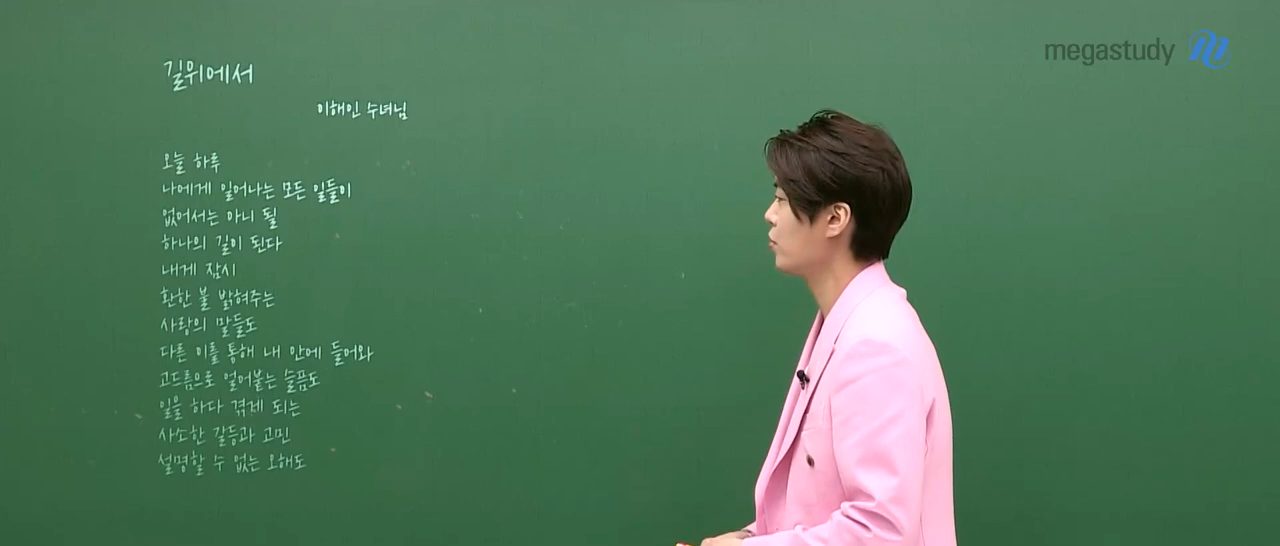 megastudy
길위에서
이해인 수녀님
오늘 하루
나에게 일어나는 모든 일들이
없어서는 아니 될
하나의 길이 된다
내게 잠시
환한 불 밝혀주는
사랑의 말들도
다른 이를 통해 내 안에 들어와
고드름으로 얼어붙는 슬픔도
일을 하다 겪게 되는
사소한 갈등과 고민
설명할 수 없는 오해도